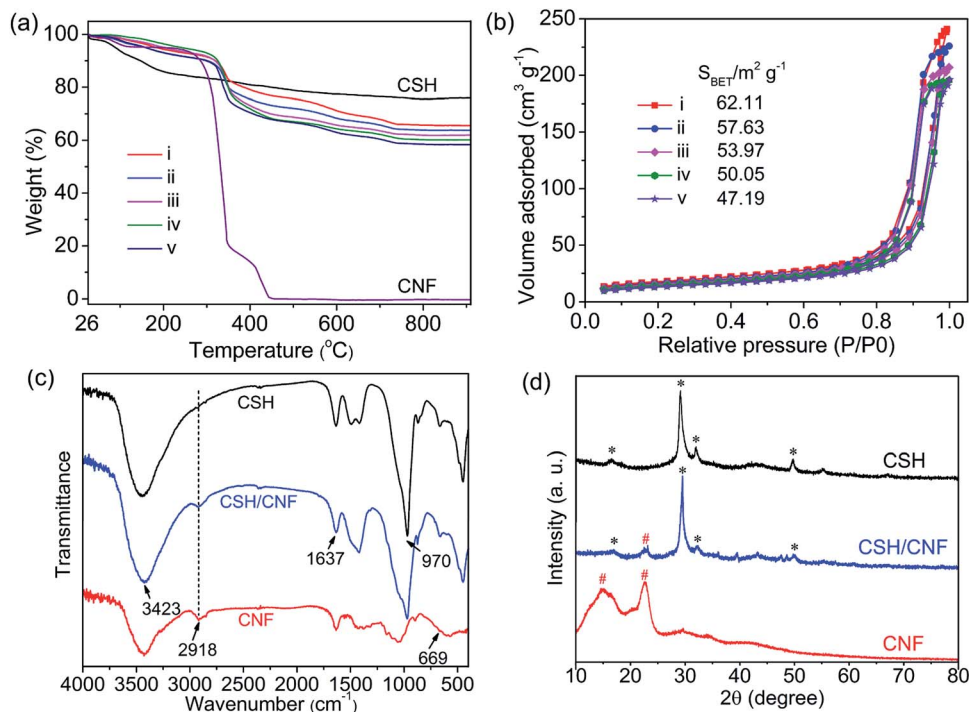 (a)
100
80
60
40
20
0
Weight (%)
CSH
i
ii
iii
iv
v
CNF
26
200
400
600
800
Temperature (°C)
(b)
250
200
150
100
50
0
Volume adsorbed (cm³ g⁻¹)
S_BET/m² g⁻¹
i 62.11
ii 57.63
iii 53.97
iv 50.05
v 47.19
0.0
0.2
0.4
0.6
0.8
1.0
Relative pressure (P/P0)
(c)
Transmittance
CSH
CSH/CNF
1637
970
3423
CNF
2918
669
4000
3500
3000
2500
2000
1500
1000
500
Wavenumber (cm⁻¹)
(d)
Intensity (a. u.)
*
* * *
CSH
*
* # * *
CSH/CNF
# #
CNF
10
20
30
40
50
60
70
80
2θ (degree)